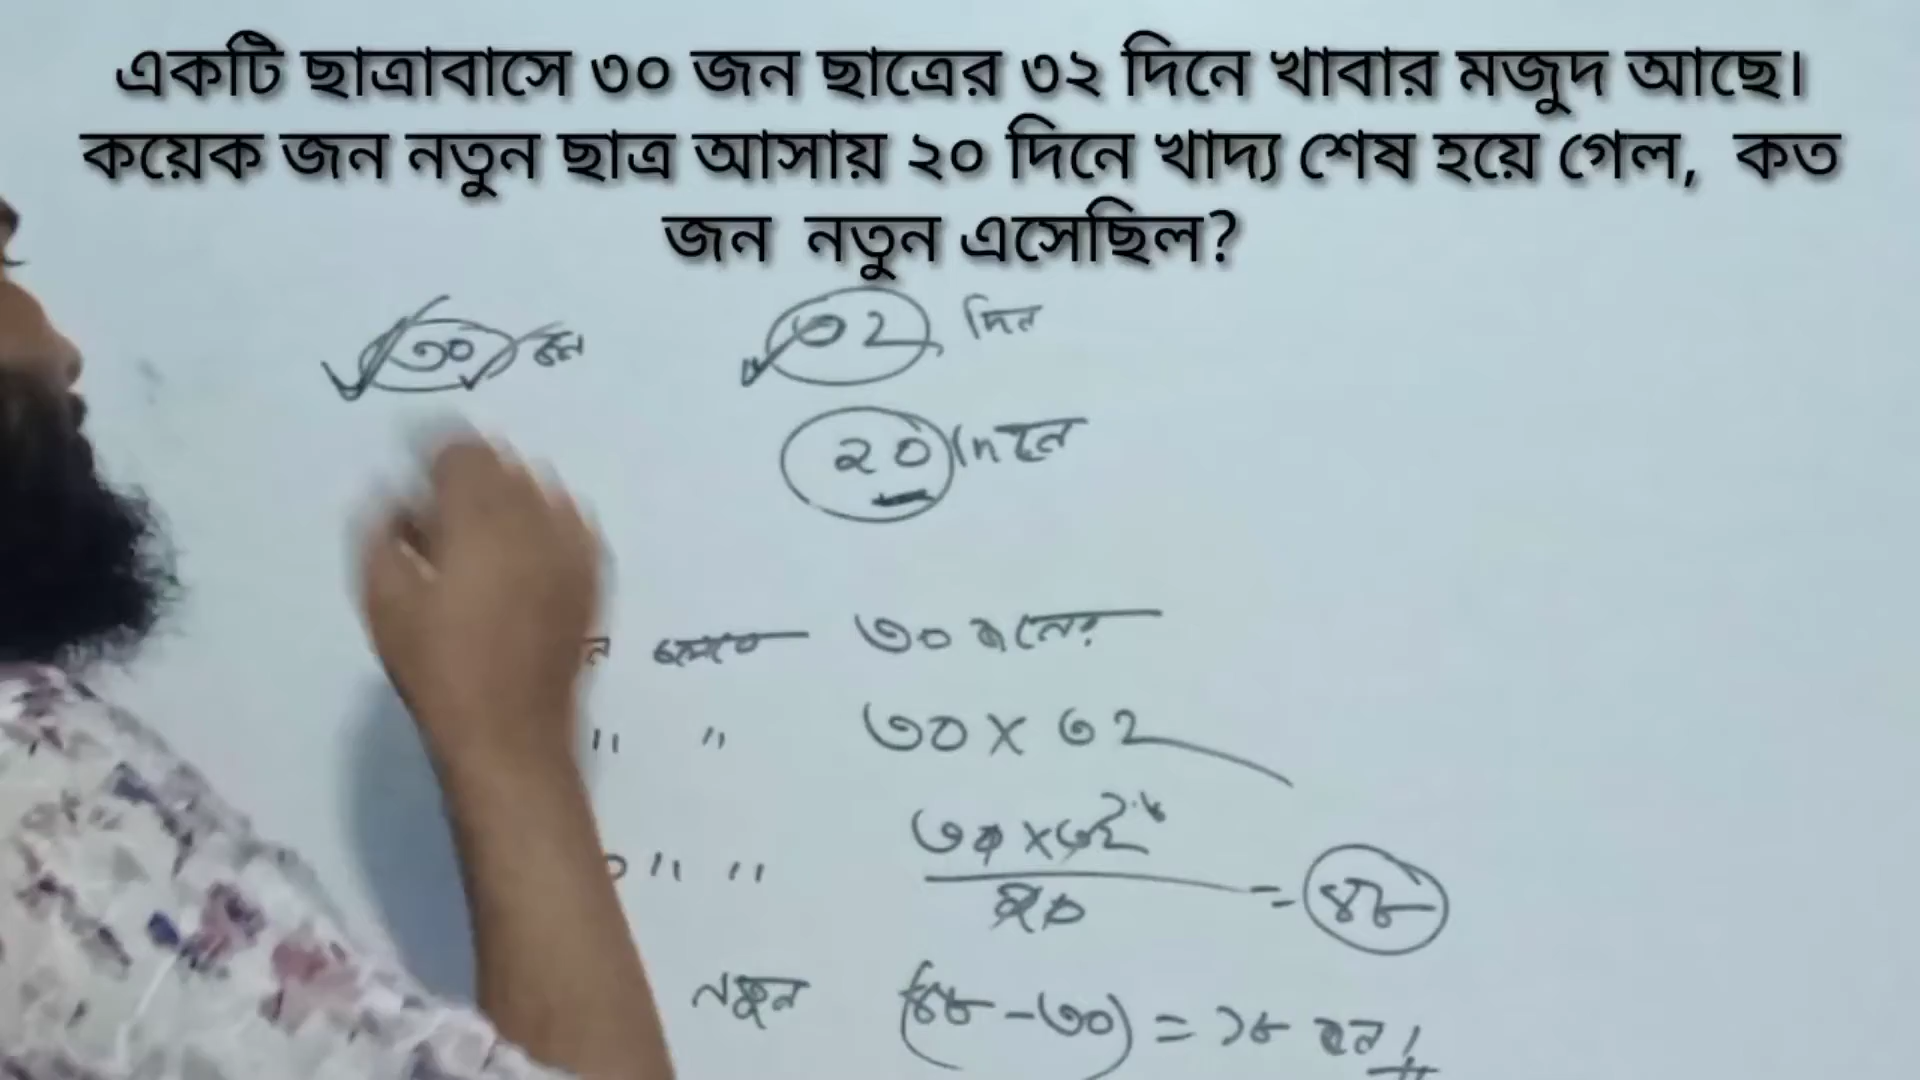 একটি ছাত্রাবাসে ৩০ জন ছাত্রের ৩২ দিনে খাবার মজুদ আছে।
কয়েক জন নতুন ছাত্র আসায় ২০ দিনে খাদ্য শেষ হয়ে গেল, কত
জন নতুন এসেছিল?
৩০ জন ৩২ দিন
২০ দিনে
৩০ জনের
" " ৩০ × ৩২
" " ৩০ × ৩২
২০ = ৪৮
নতুন (৪৮ - ৩০) = ১৮ জন।